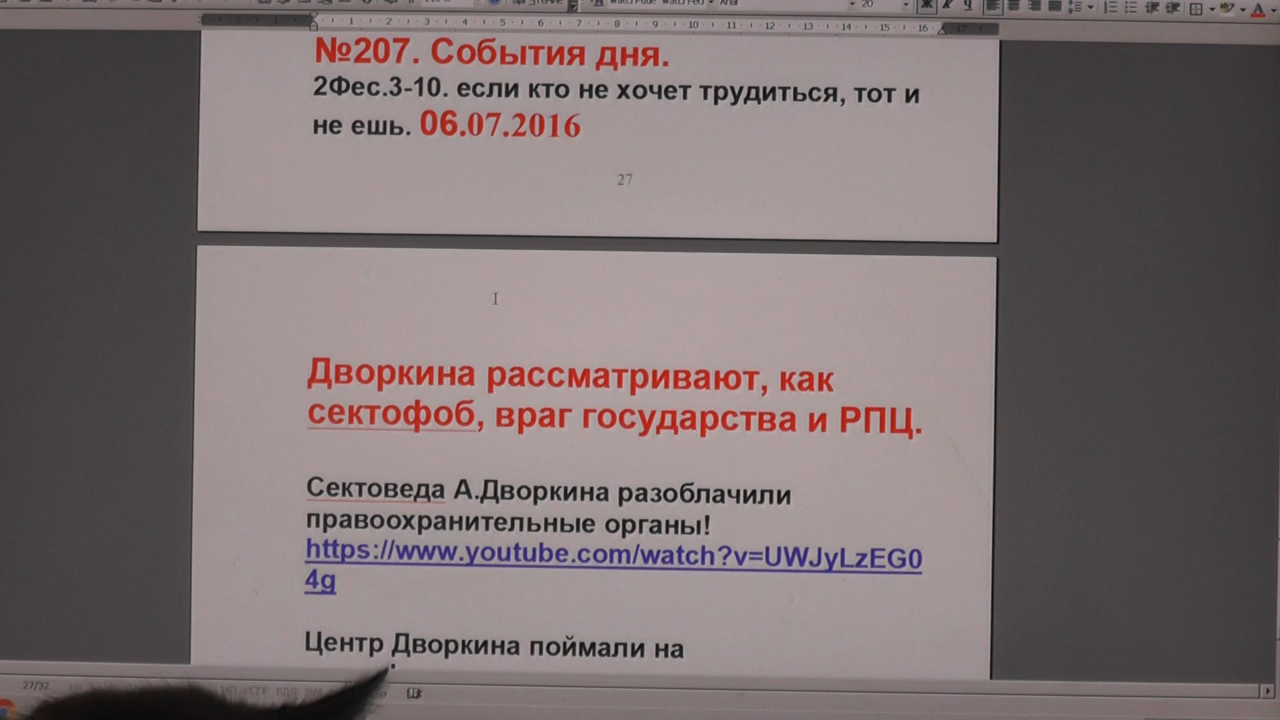 №207. События дня.
2Фес.3-10. если кто не хочет трудиться, тот и
не ешь. 06.07.2016
27
Дворкина рассматривают, как
сектофоб, враг государства и РПЦ.
Сектоведа А.Дворкина разоблачили
правоохранительные органы!
https://www.youtube.com/watch?v=UWJyLzEG0
4g
Центр Дворкина поймали на
27/32